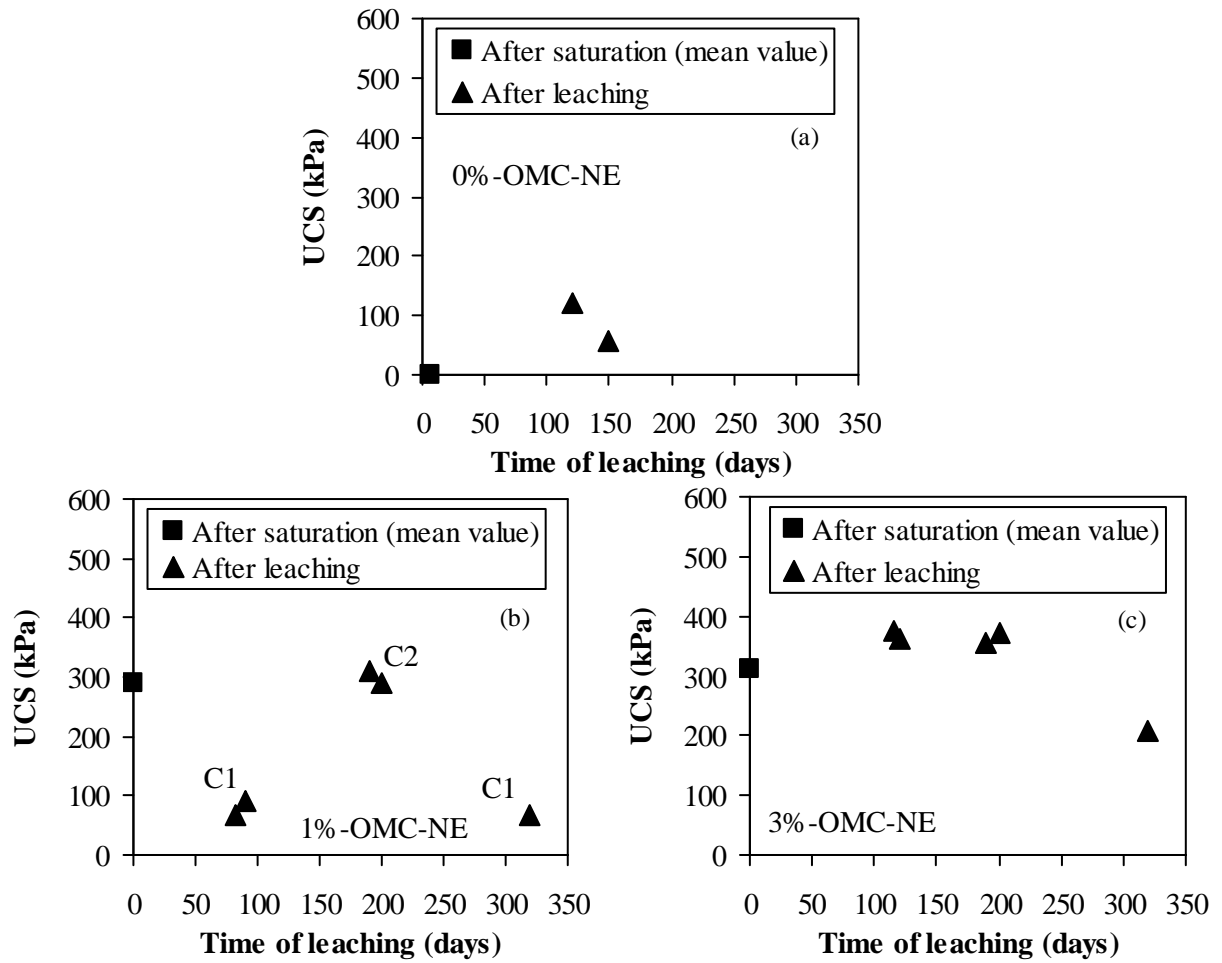 600
500
400
300
200
100
0
UCS (kPa)
After saturation (mean value)
After leaching
(a)
0%-OMC-NE
0 50 100 150 200 250 300 350
Time of leaching (days)
600
500
400
300
200
100
0
UCS (kPa)
After saturation (mean value)
After leaching
(b)
C2
C1
C1
1%-OMC-NE
0 50 100 150 200 250 300 350
Time of leaching (days)
600
500
400
300
200
100
0
UCS (kPa)
After saturation (mean value)
After leaching
(c)
3%-OMC-NE
0 50 100 150 200 250 300 350
Time of leaching (days)